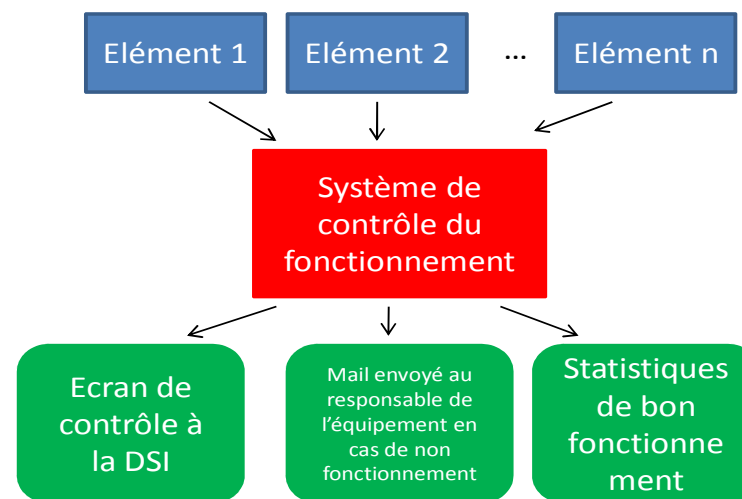 Elément 1
Elément 2
...
Elément n
Système de
contrôle du
fonctionnement
Ecran de
contrôle à
la DSI
Mail envoyé au
responsable de
l’équipement en
cas de non
fonctionnement
Statistiques
de bon
fonctionne
ment